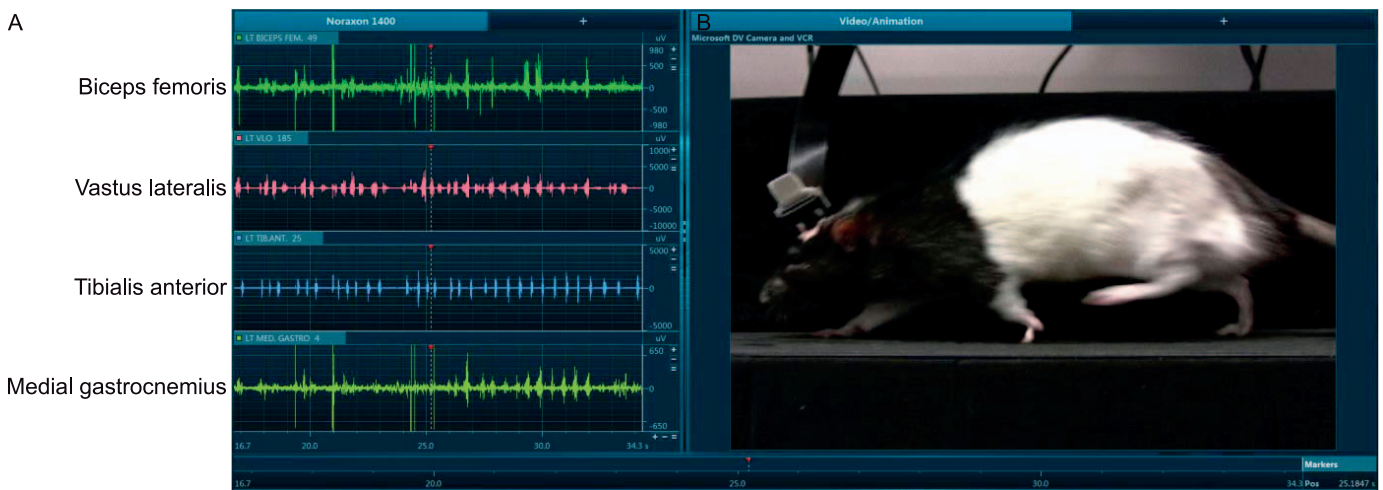 A
Noraxon 1400
+
B
Video/Animation
+
LT BICEPS FEM. 49
uV
Microsoft DV Camera and VCR
Biceps femoris
980
500
0
-500
-980
LT VLO 185
uV
Vastus lateralis
1000
5000
0
-5000
-10000
LT TIB.ANT. 25
uV
Tibialis anterior
5000
0
-5000
LT MED. GASTRO 4
uV
Medial gastrocnemius
650
0
-650
16.7 20.0 25.0 30.0 34.3 s
Markers
16.7 20.0 25.0 30.0 34.3 Pos 25.1847 s